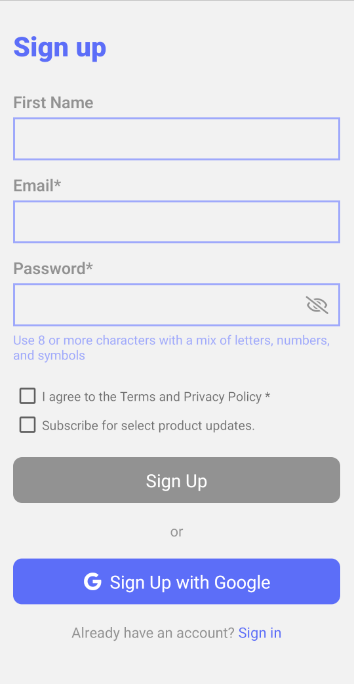 Sign up
First Name
Email*
Password*
Use 8 or more characters with a mix of letters, numbers,
and symbols
I agree to the Terms and Privacy Policy *
Subscribe for select product updates.
Sign Up
or
G Sign Up with Google
Already have an account? Sign in